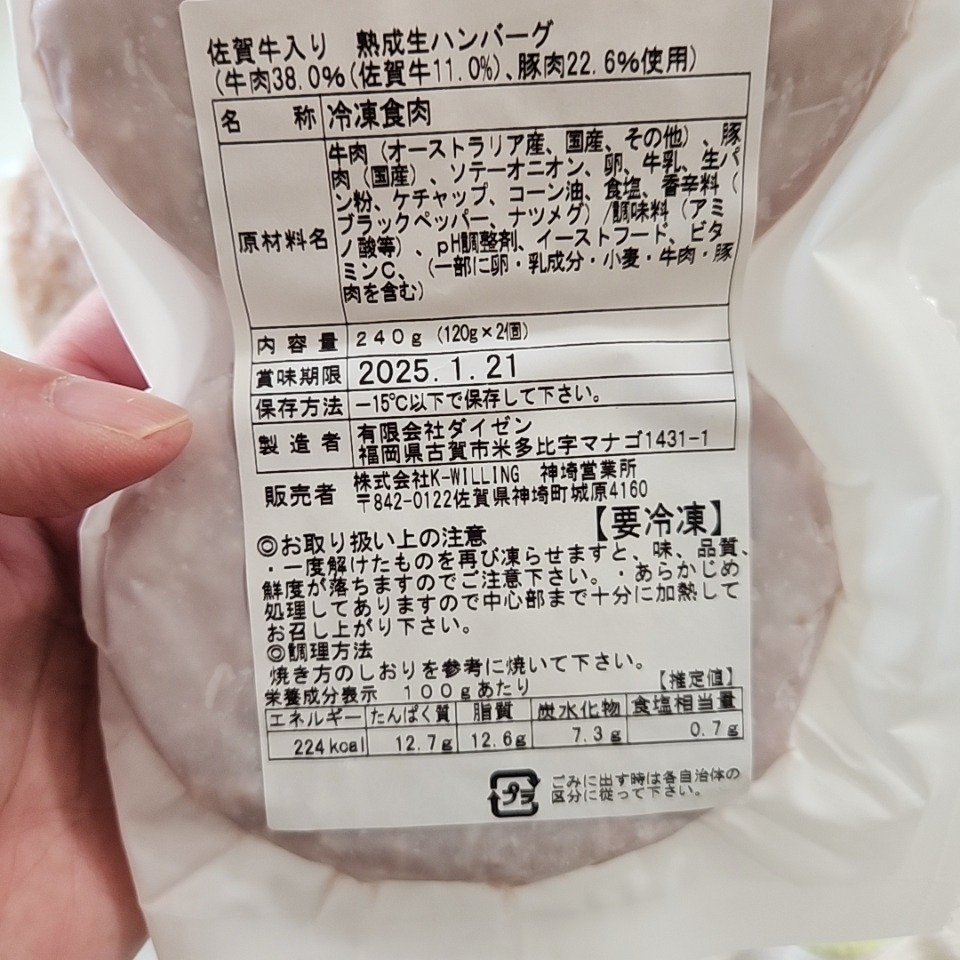 佐賀牛入り 熟成生ハンバーグ
(牛肉38.0%(佐賀牛11.0%)、豚肉22.6%使用)
名 称 冷凍食肉
原材料名
牛肉(オーストラリア産、国産、その他)、豚
肉(国産)、ソテーオニオン、卵、牛乳、生パ
ン粉、ケチャップ、コーン油、食塩、香辛料(
ブラックペッパー、ナツメグ)/調味料(アミ
ノ酸等)、pH調整剤、イーストフード、ビタ
ミンC、(一部に卵・乳成分・小麦・牛肉・豚
肉を含む)
内容量 240g (120g×2個)
賞味期限 2025.1.21
保存方法 -15℃以下で保存して下さい。
製造者 有限会社ダイゼン
福岡県古賀市米多比字マナゴ1431-1
販売者 株式会社K-WILLING 神埼営業所
〒842-0122佐賀県神埼町城原4160
【要冷凍】
◎お取り扱い上の注意
・一度解けたものを再び凍らせますと、味、品質、
鮮度が落ちますのでご注意下さい。・あらかじめ
処理してありますので中心部まで十分に加熱して
お召し上がり下さい。
◎調理方法
焼き方のしおりを参考に焼いて下さい。
栄養成分表示 100gあたり 【推定値】
エネルギー たんぱく質 脂質 炭水化物 食塩相当量
224kcal 12.7g 12.6g 7.3g 0.7g
プラ
ごみに出す時は各自治体の
区分に従って下さい。